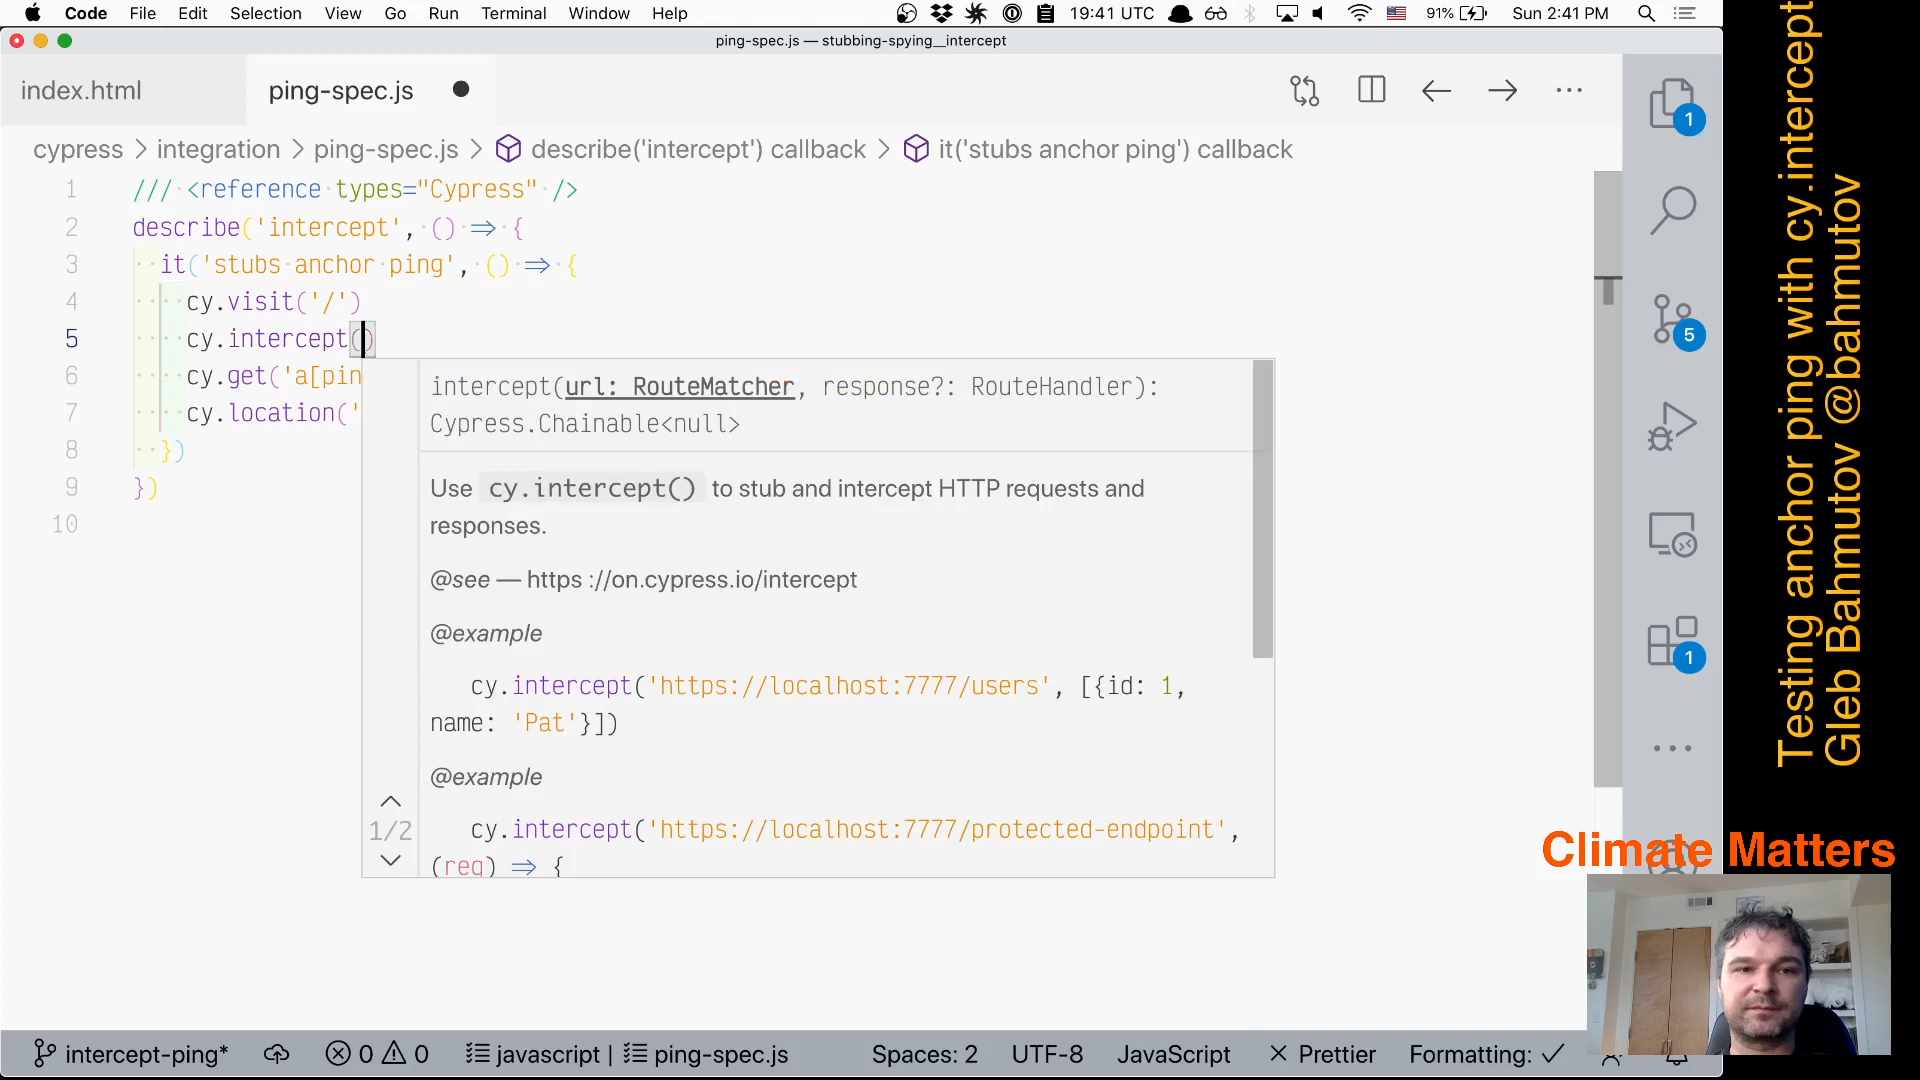 Code File Edit Selection View Go Run Terminal Window Help 19:41 UTC 91% Sun 2:41 PM
ping-spec.js — stubbing-spying__intercept
index.html ping-spec.js
cypress > integration > ping-spec.js > describe('intercept') callback > it('stubs anchor ping') callback
1 /// <reference types="Cypress" />
2 describe('intercept', () => {
3 it('stubs anchor ping', () => {
4 cy.visit('/')
5 cy.intercept()
6 cy.get('a[pin
7 cy.location('
8 })
9 })
10
intercept(url: RouteMatcher, response?: RouteHandler):
Cypress.Chainable<null>
Use cy.intercept() to stub and intercept HTTP requests and
responses.
@see — https ://on.cypress.io/intercept
@example
cy.intercept('https://localhost:7777/users', [{id: 1,
name: 'Pat'}])
@example
cy.intercept('https://localhost:7777/protected-endpoint',
(req) => {
1/2
1
5
1
Testing anchor ping with cy.intercept
Gleb Bahmutov @bahmutov
Climate Matters
intercept-ping* 0 0 javascript | ping-spec.js Spaces: 2 UTF-8 JavaScript × Prettier Formatting: ✓